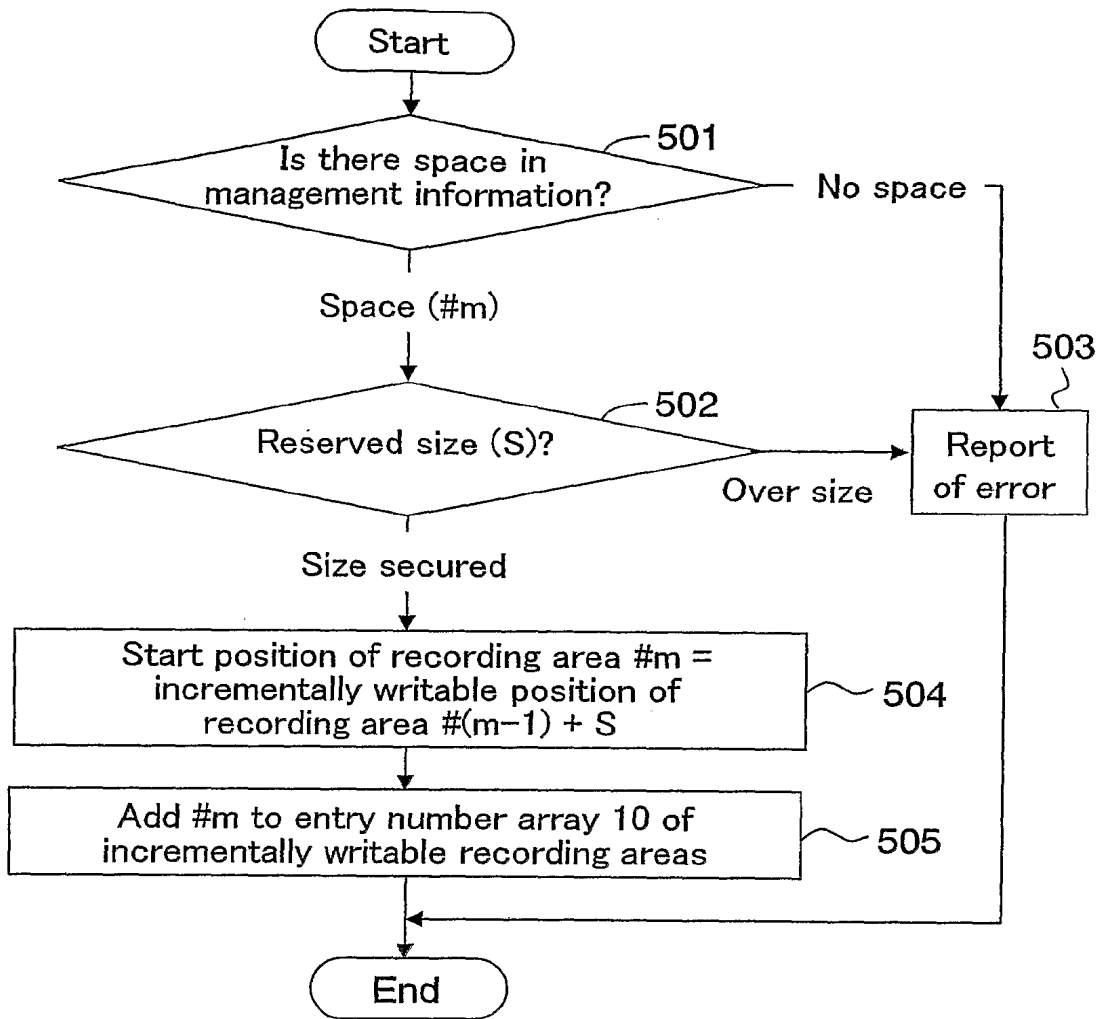 Start
501
Is there space in
management information?
No space
Space (#m)
503
502
Reserved size (S)?
Report
of error
Over size
Size secured
Start position of recording area #m =
incrementally writable position of
recording area #(m-1) + S
504
Add #m to entry number array 10 of
incrementally writable recording areas
505
End